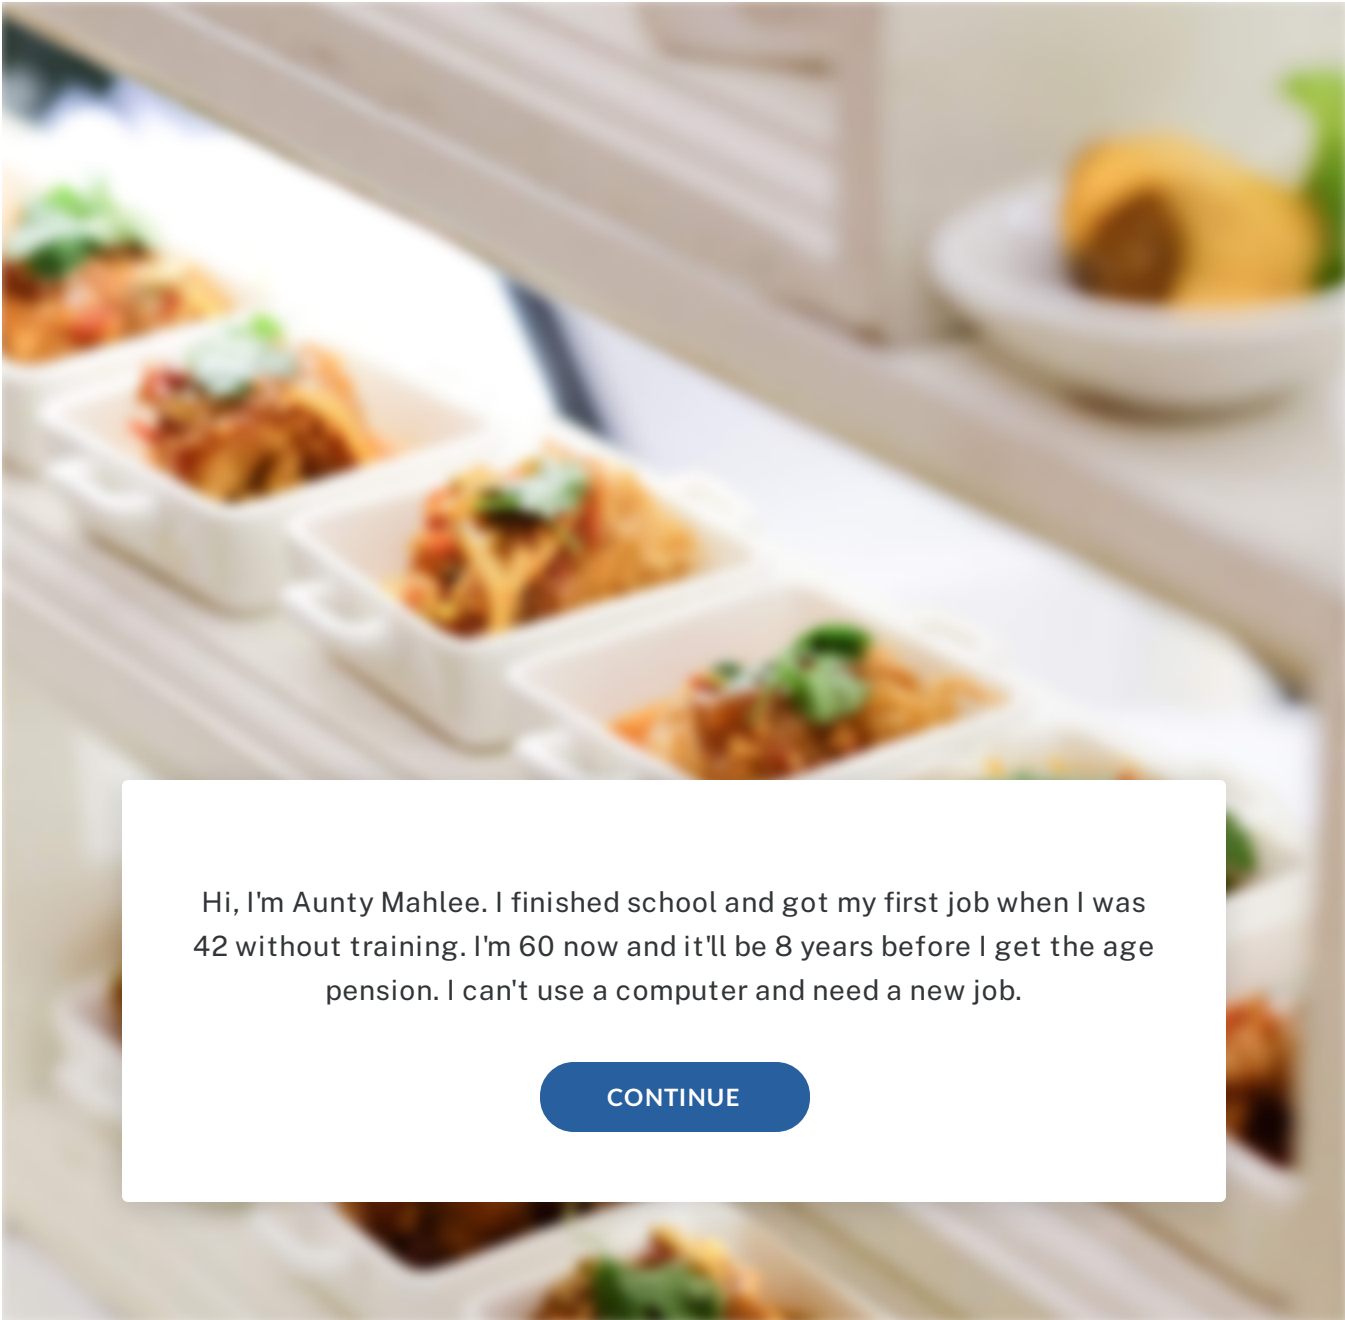 Hi, I'm Aunty Mahlee. I finished school and got my first job when I was
42 without training. I'm 60 now and it'll be 8 years before I get the age
pension. I can't use a computer and need a new job.
CONTINUE